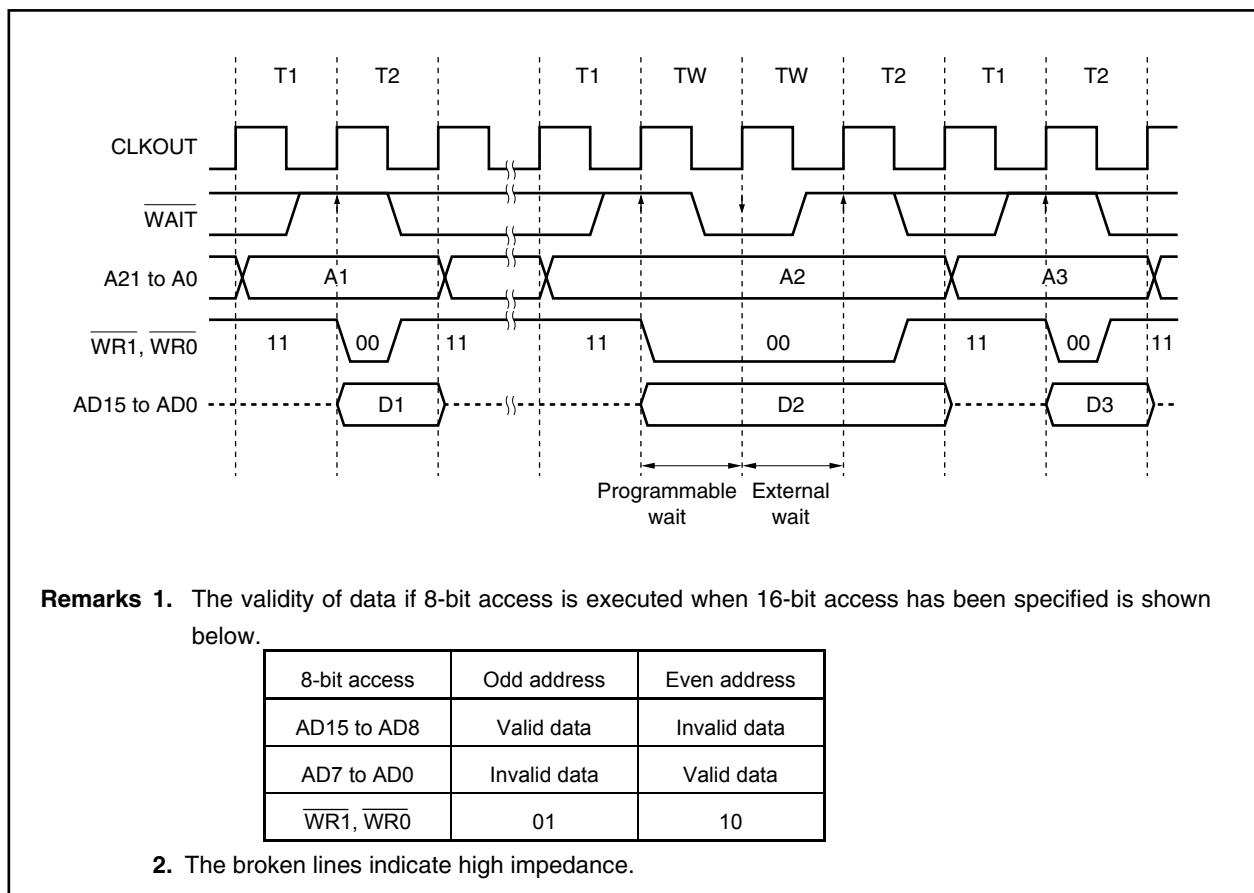 T1 T2 T1 TW TW T2 T1 T2
CLKOUT
WAIT
A21 to A0 A1 A2 A3
WR1, WR0 11 00 11 11 00 11 00 11
AD15 to AD0 D1 D2 D3
Programmable wait
External wait
Remarks 1. The validity of data if 8-bit access is executed when 16-bit access has been specified is shown
below.
8-bit access Odd address Even address
AD15 to AD8 Valid data Invalid data
AD7 to AD0 Invalid data Valid data
WR1, WR0 01 10
2. The broken lines indicate high impedance.